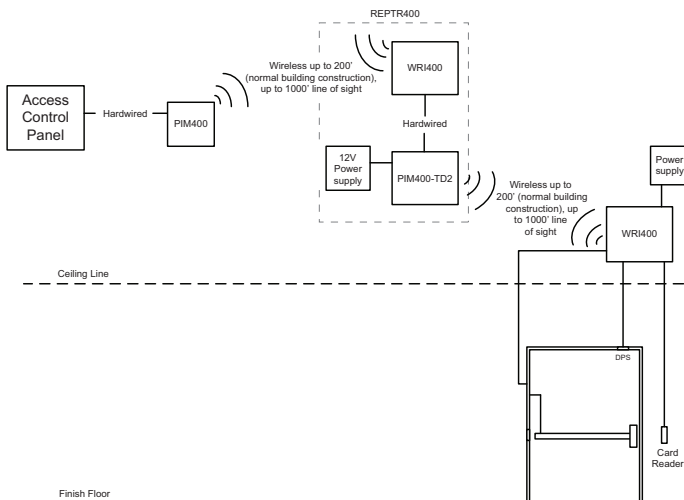 REPTR400
Wireless up to 200'
(normal building construction),
up to 1000' line of sight
WRI400
Access
Control
Panel
Hardwired
PIM400
Hardwired
12V
Power
supply
PIM400-TD2
Wireless up to
200' (normal building
construction), up
to 1000' line
of sight
Power
supply
WRI400
Ceiling Line
DPS
Card
Reader
Finish Floor